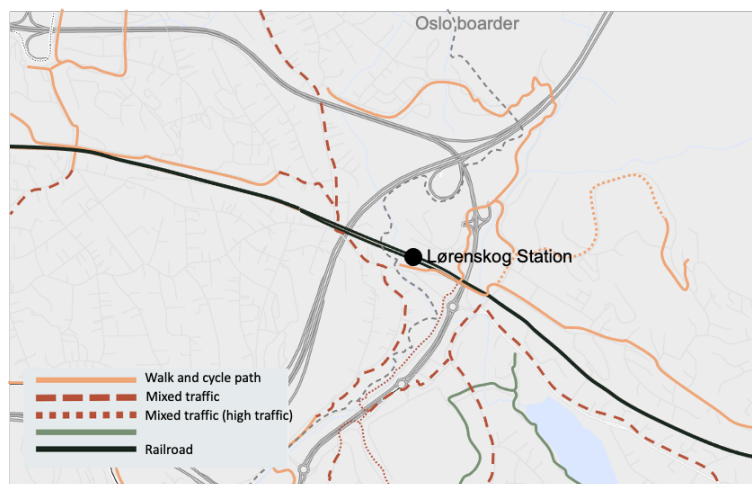 Oslo boarder
Lørenskog Station
Walk and cycle path
Mixed traffic
Mixed traffic (high traffic)
Railroad